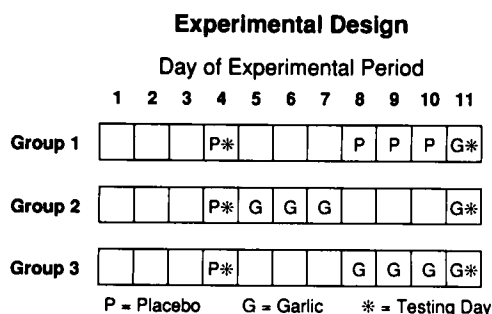 Experimental Design
Day of Experimental Period
1 2 3 4 5 6 7 8 9 10 11
Group 1 P* P P P G*
Group 2 P* G G G G*
Group 3 P* G G G G*
P = Placebo G = Garlic * = Testing Day